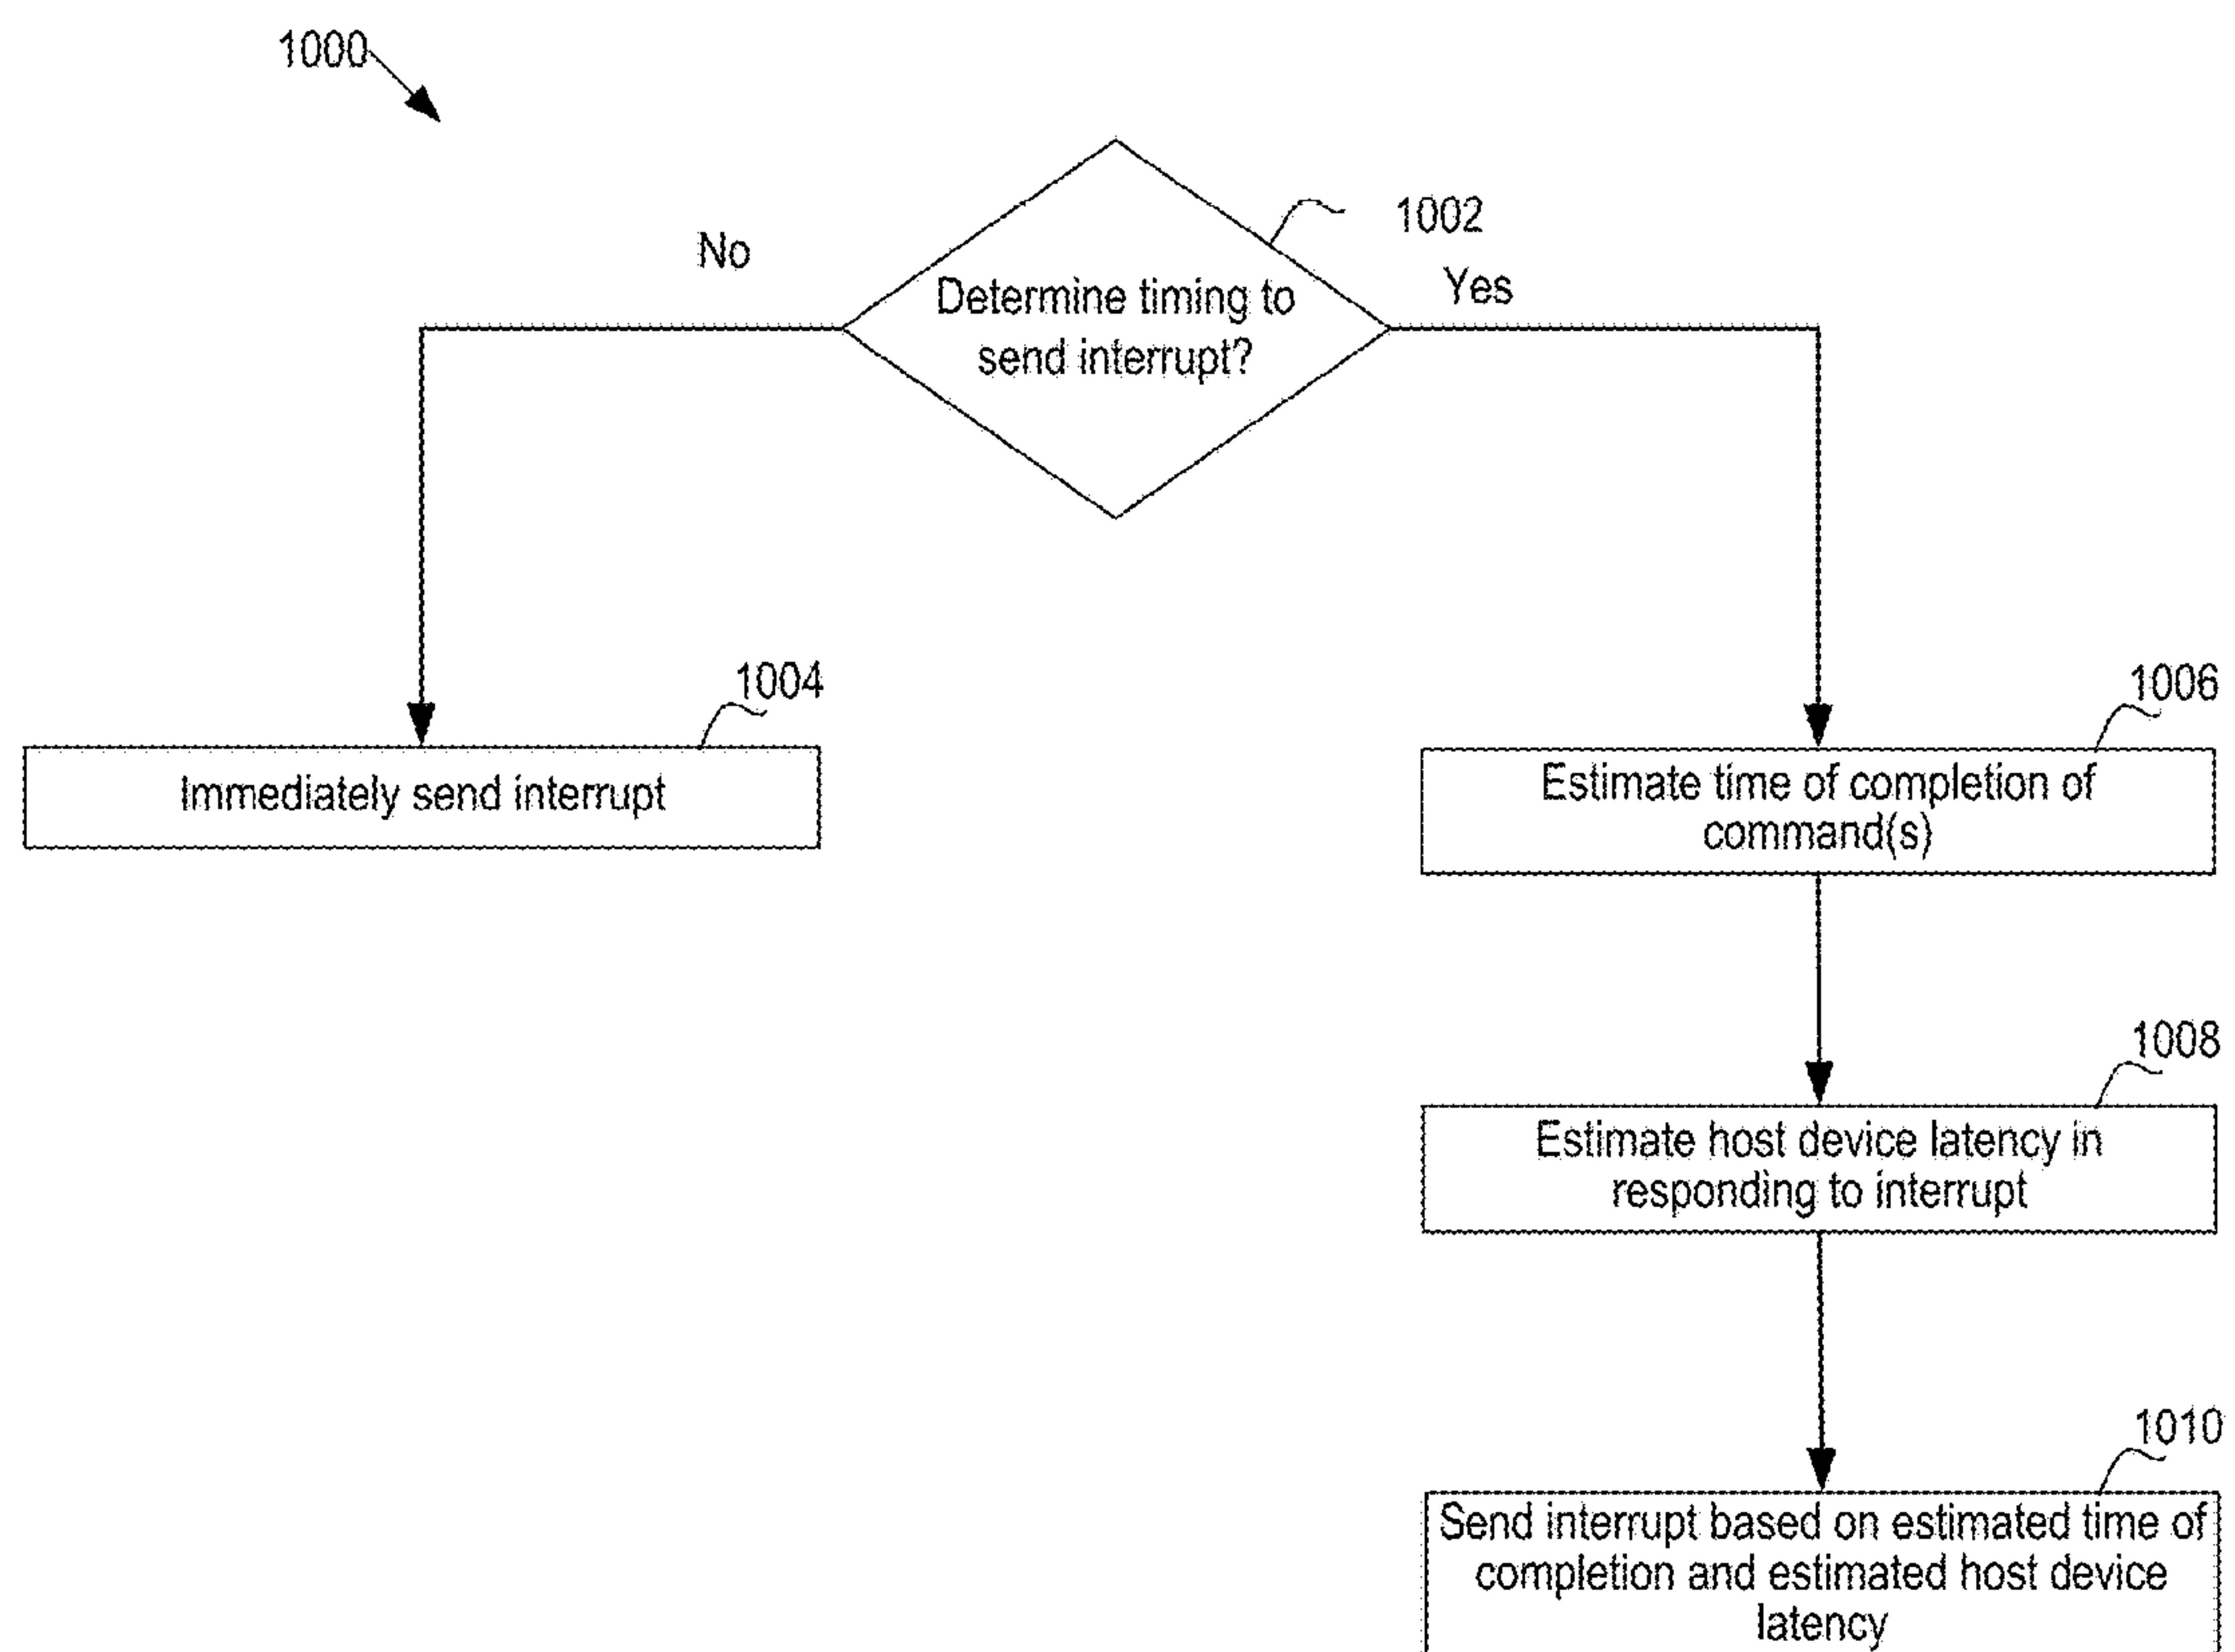 1000
1002
No
Yes
Determine timing to
send interrupt?
1004
1006
Immediately send interrupt
Estimate time of completion of
command(s)
1008
Estimate host device latency in
responding to interrupt
1010
Send interrupt based on estimated time of
completion and estimated host device
latency